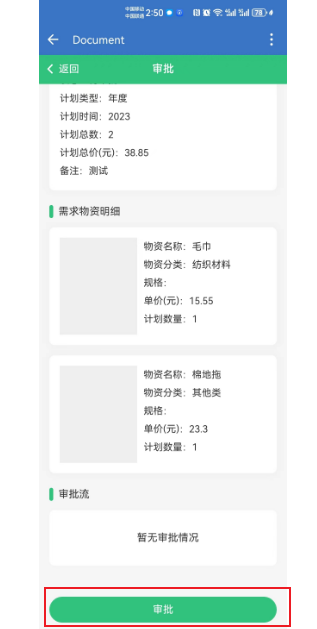 中国移动 中国移动 2:50 78
Document
返回 审批
计划类型: 年度
计划时间: 2023
计划总数: 2
计划总价(元): 38.85
备注: 测试
需求物资明细
物资名称: 毛巾
物资分类: 纺织材料
规格:
单价(元): 15.55
计划数量: 1
物资名称: 棉地拖
物资分类: 其他类
规格:
单价(元): 23.3
计划数量: 1
审批流
暂无审批情况
审批